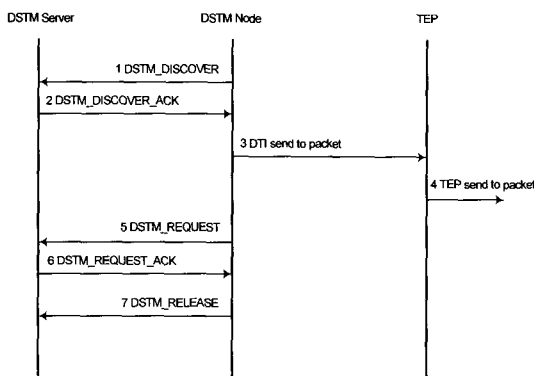 DSTM Server
DSTM Node
TEP
1 DSTM_DISCOVER
2 DSTM_DISCOVER_ACK
3 DTI send to packet
4 TEP send to packet
5 DSTM_REQUEST
6 DSTM_REQUEST_ACK
7 DSTM_RELEASE